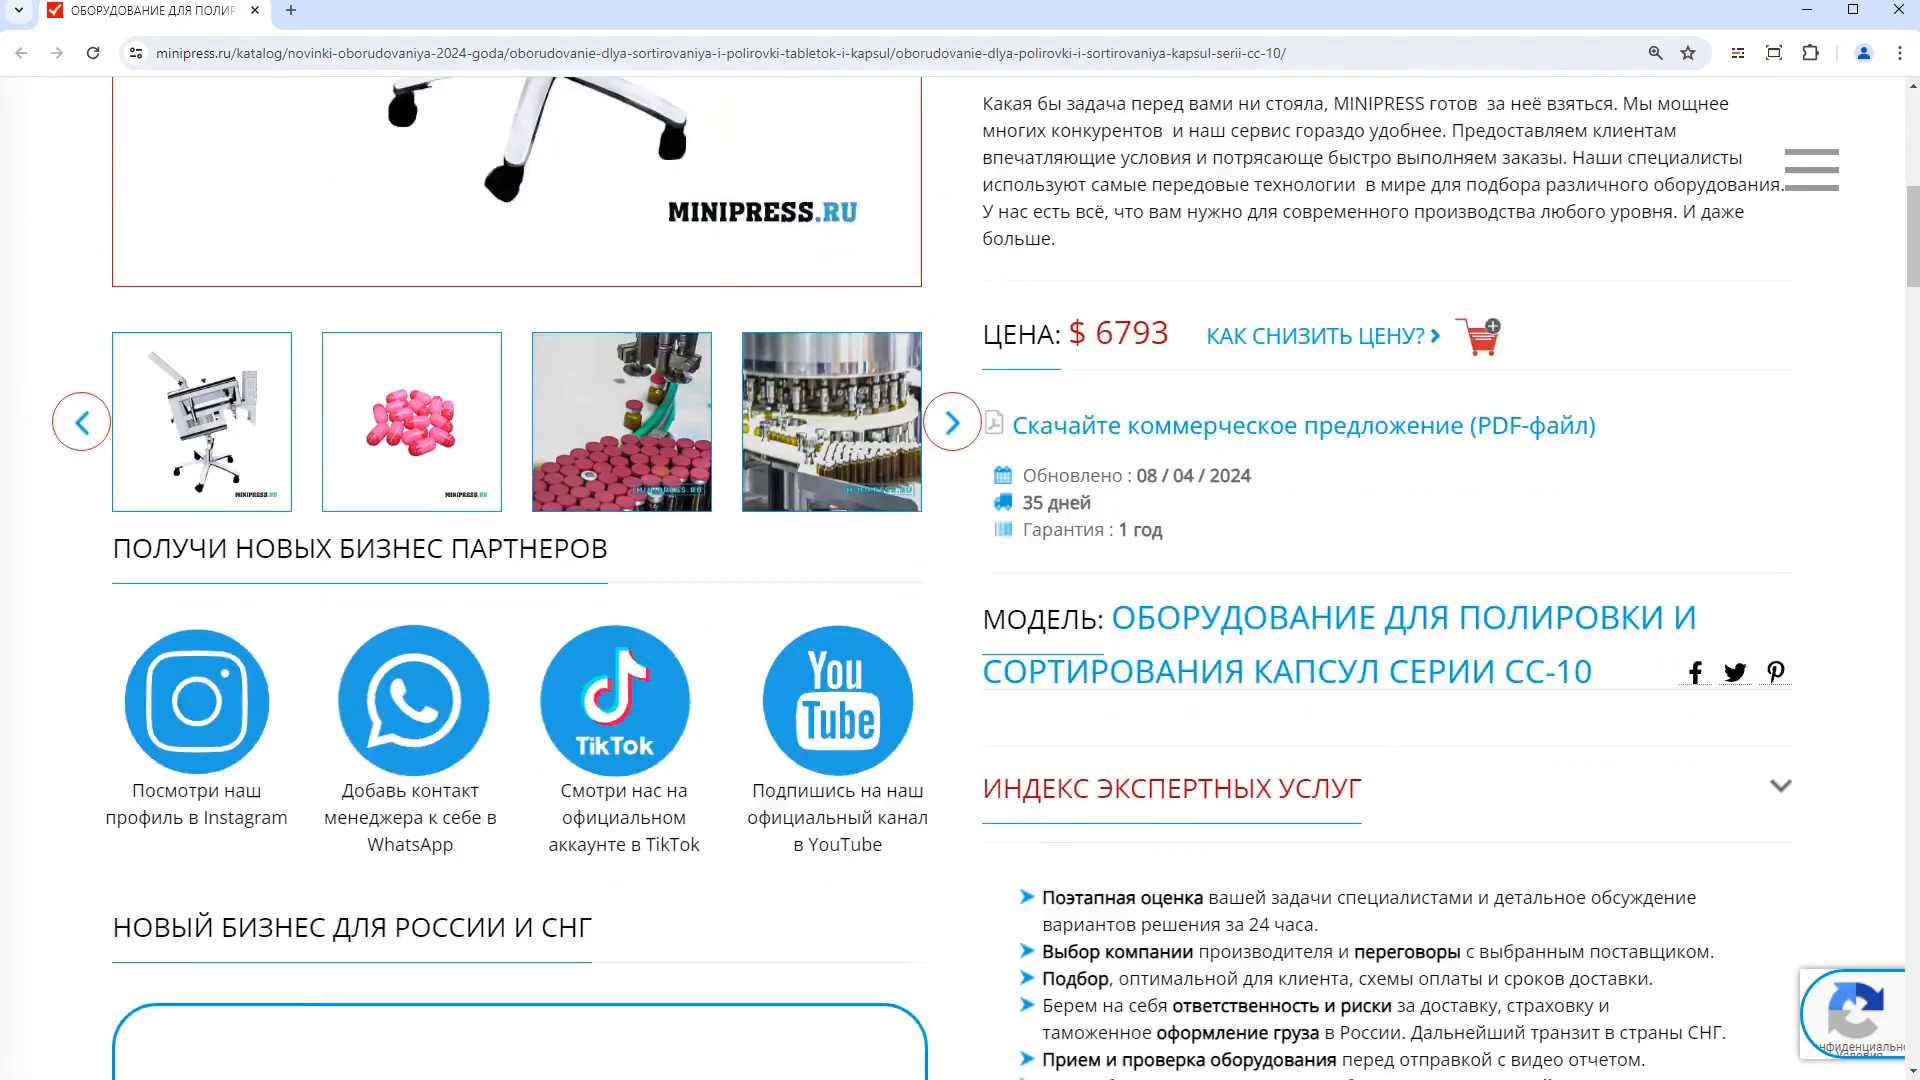 ОБОРУДОВАНИЕ ДЛЯ ПОЛИР
minipress.ru/katalog/novinki-oborudovaniya-2024-goda/oborudovanie-dlya-sortirovaniya-i-polirovki-tabletok-i-kapsul/oborudovanie-dlya-polirovki-i-sortirovaniya-kapsul-serii-cc-10/
MINIPRESS.RU
MINIPRESS.RU
MINIPRESS.RU
MINIPRESS.RU
MINIPRESS.RU
ПОЛУЧИ НОВЫХ БИЗНЕС ПАРТНЕРОВ
TikTok
You
Tube
Посмотри наш
профиль в Instagram
Добавь контакт
менеджера к себе в
WhatsApp
Смотри нас на
официальном
аккаунте в TikTok
Подпишись на наш
официальный канал
в YouTube
НОВЫЙ БИЗНЕС ДЛЯ РОССИИ И СНГ
Какая бы задача перед вами ни стояла, MINIPRESS готов за неё взяться. Мы мощнее
многих конкурентов и наш сервис гораздо удобнее. Предоставляем клиентам
впечатляющие условия и потрясающе быстро выполняем заказы. Наши специалисты
используют самые передовые технологии в мире для подбора различного оборудования.
У нас есть всё, что вам нужно для современного производства любого уровня. И даже
больше.
ЦЕНА: $ 6793 КАК СНИЗИТЬ ЦЕНУ?
Скачайте коммерческое предложение (PDF-файл)
Обновлено : 08 / 04 / 2024
35 дней
Гарантия : 1 год
МОДЕЛЬ: ОБОРУДОВАНИЕ ДЛЯ ПОЛИРОВКИ И
СОРТИРОВАНИЯ КАПСУЛ СЕРИИ CC-10
ИНДЕКС ЭКСПЕРТНЫХ УСЛУГ
Поэтапная оценка вашей задачи специалистами и детальное обсуждение
вариантов решения за 24 часа.
Выбор компании производителя и переговоры с выбранным поставщиком.
Подбор, оптимальной для клиента, схемы оплаты и сроков доставки.
Берем на себя ответственность и риски за доставку, страховку и
таможенное оформление груза в России. Дальнейший транзит в страны СНГ.
Прием и проверка оборудования перед отправкой с видео отчетом.